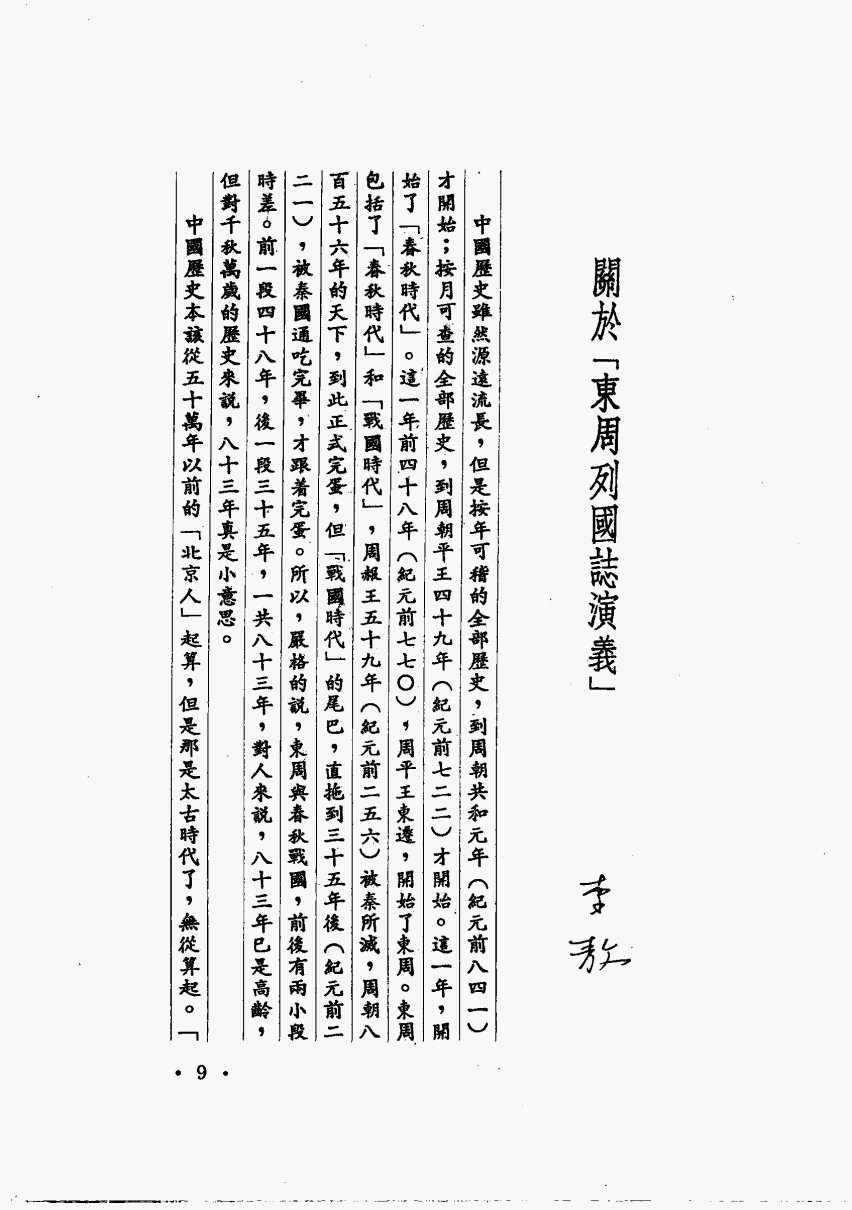 關於「東周列國誌演義」
李敖
中國歷史雖然源遠流長，但是按年可稽的全部歷史，到周朝共和元年（紀元前八四一）
才開始；按月可查的全部歷史，到周朝平王四十九年（紀元前七二二）才開始。這一年，開
始了「春秋時代」。這一年前四十八年（紀元前七七〇），周平王東遷，開始了東周。東周
包括了「春秋時代」和「戰國時代」，周赧王五十九年（紀元前二五六）被秦所滅，周朝八
百五十六年的天下，到此正式完蛋，但「戰國時代」的尾巴，直拖到三十五年後（紀元前二
二一），被秦國通吃完畢，才跟着完蛋。所以，嚴格的說，東周與春秋戰國，前後有兩小段
時差。前一段四十八年，後一段三十五年，一共八十三年，對人來說，八十三年巳是高齡，
但對千秋萬歲的歷史來說，八十三年真是小意思。
中國歷史本該從五十萬年以前的「北京人」起算，但是那是太古時代了，無從算起。「
• 9 •